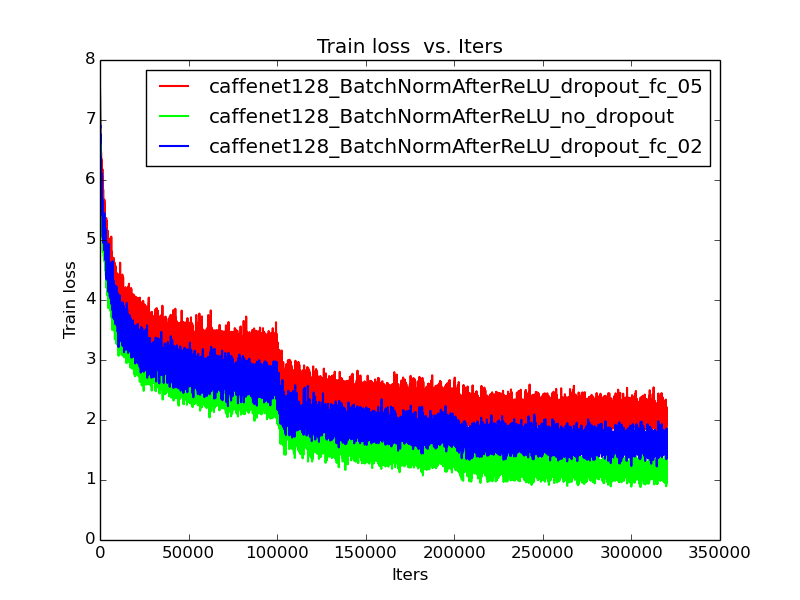 Train loss  vs. Iters
8
7
6
5
4
3
2
1
0
Train loss
caffenet128_BatchNormAfterReLU_dropout_fc_05
caffenet128_BatchNormAfterReLU_no_dropout
caffenet128_BatchNormAfterReLU_dropout_fc_02
0 50000 100000 150000 200000 250000 300000 350000
Iters